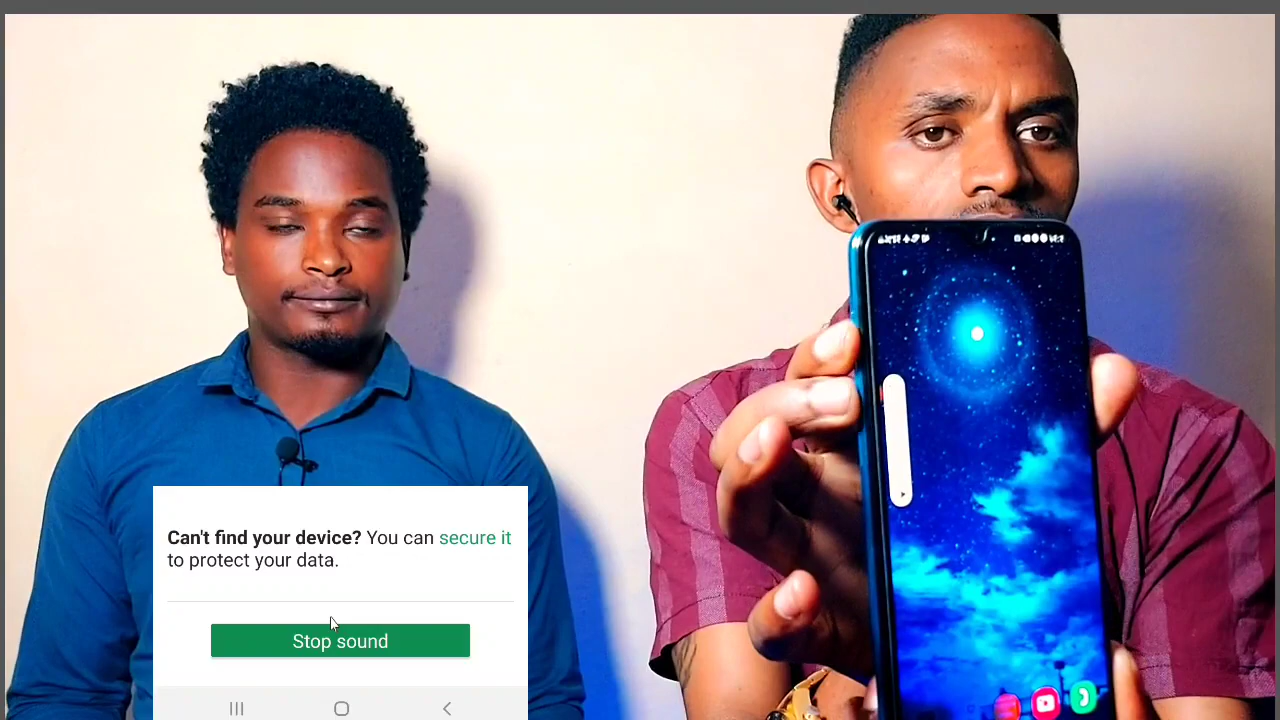 Can't find your device? You can secure it
to protect your data.
Stop sound